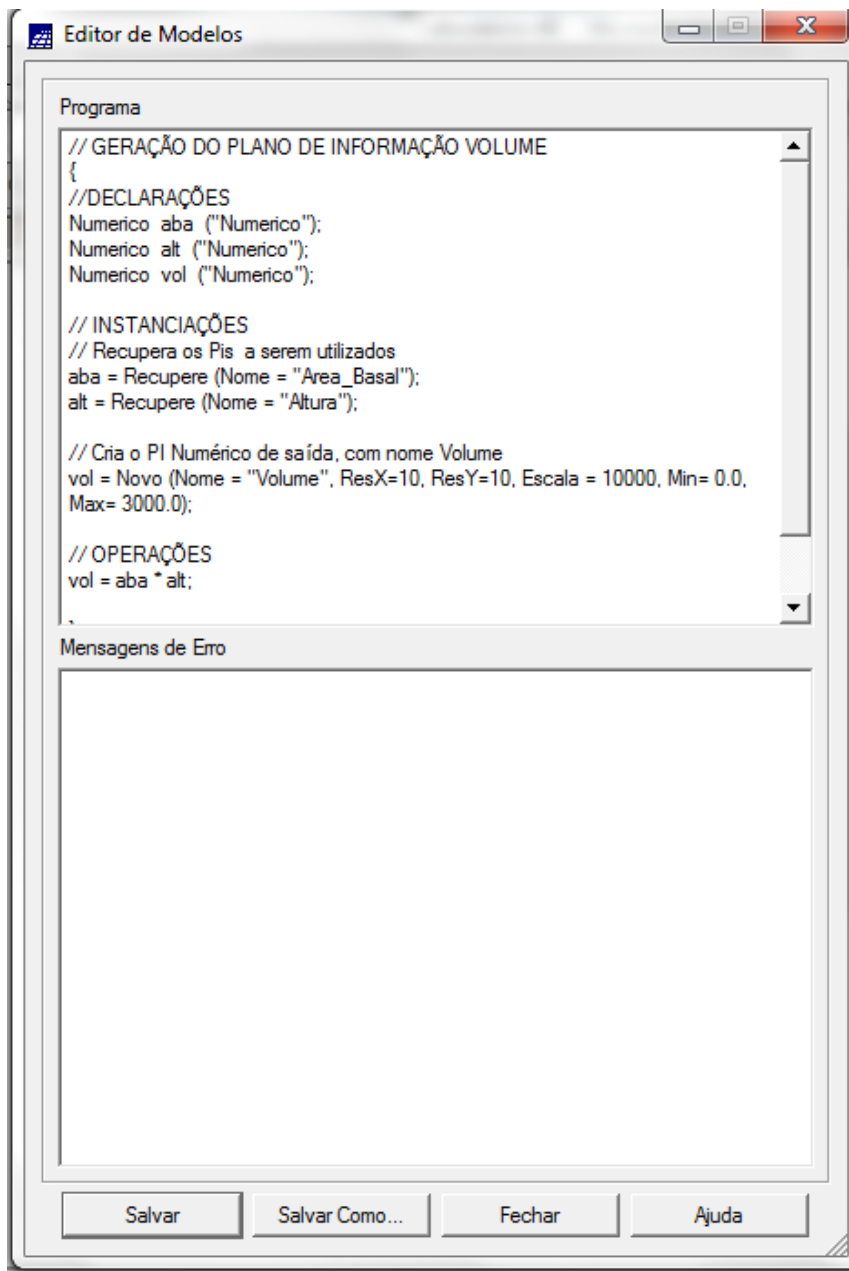 Editor de Modelos
Programa
// GERAÇÃO DO PLANO DE INFORMAÇÃO VOLUME
{
//DECLARAÇÕES
Numerico  aba  ("Numerico");
Numerico  alt  ("Numerico");
Numerico  vol  ("Numerico");
// INSTANCIAÇÕES
// Recupera os Pis  a serem utilizados
aba = Recupere (Nome = "Area_Basal");
alt = Recupere (Nome = "Altura");
// Cria o PI Numérico de saída, com nome Volume
vol = Novo (Nome = "Volume", ResX=10, ResY=10, Escala = 10000, Min= 0.0,
Max= 3000.0);
// OPERAÇÕES
vol = aba * alt;
Mensagens de Erro
Salvar
Salvar Como...
Fechar
Ajuda